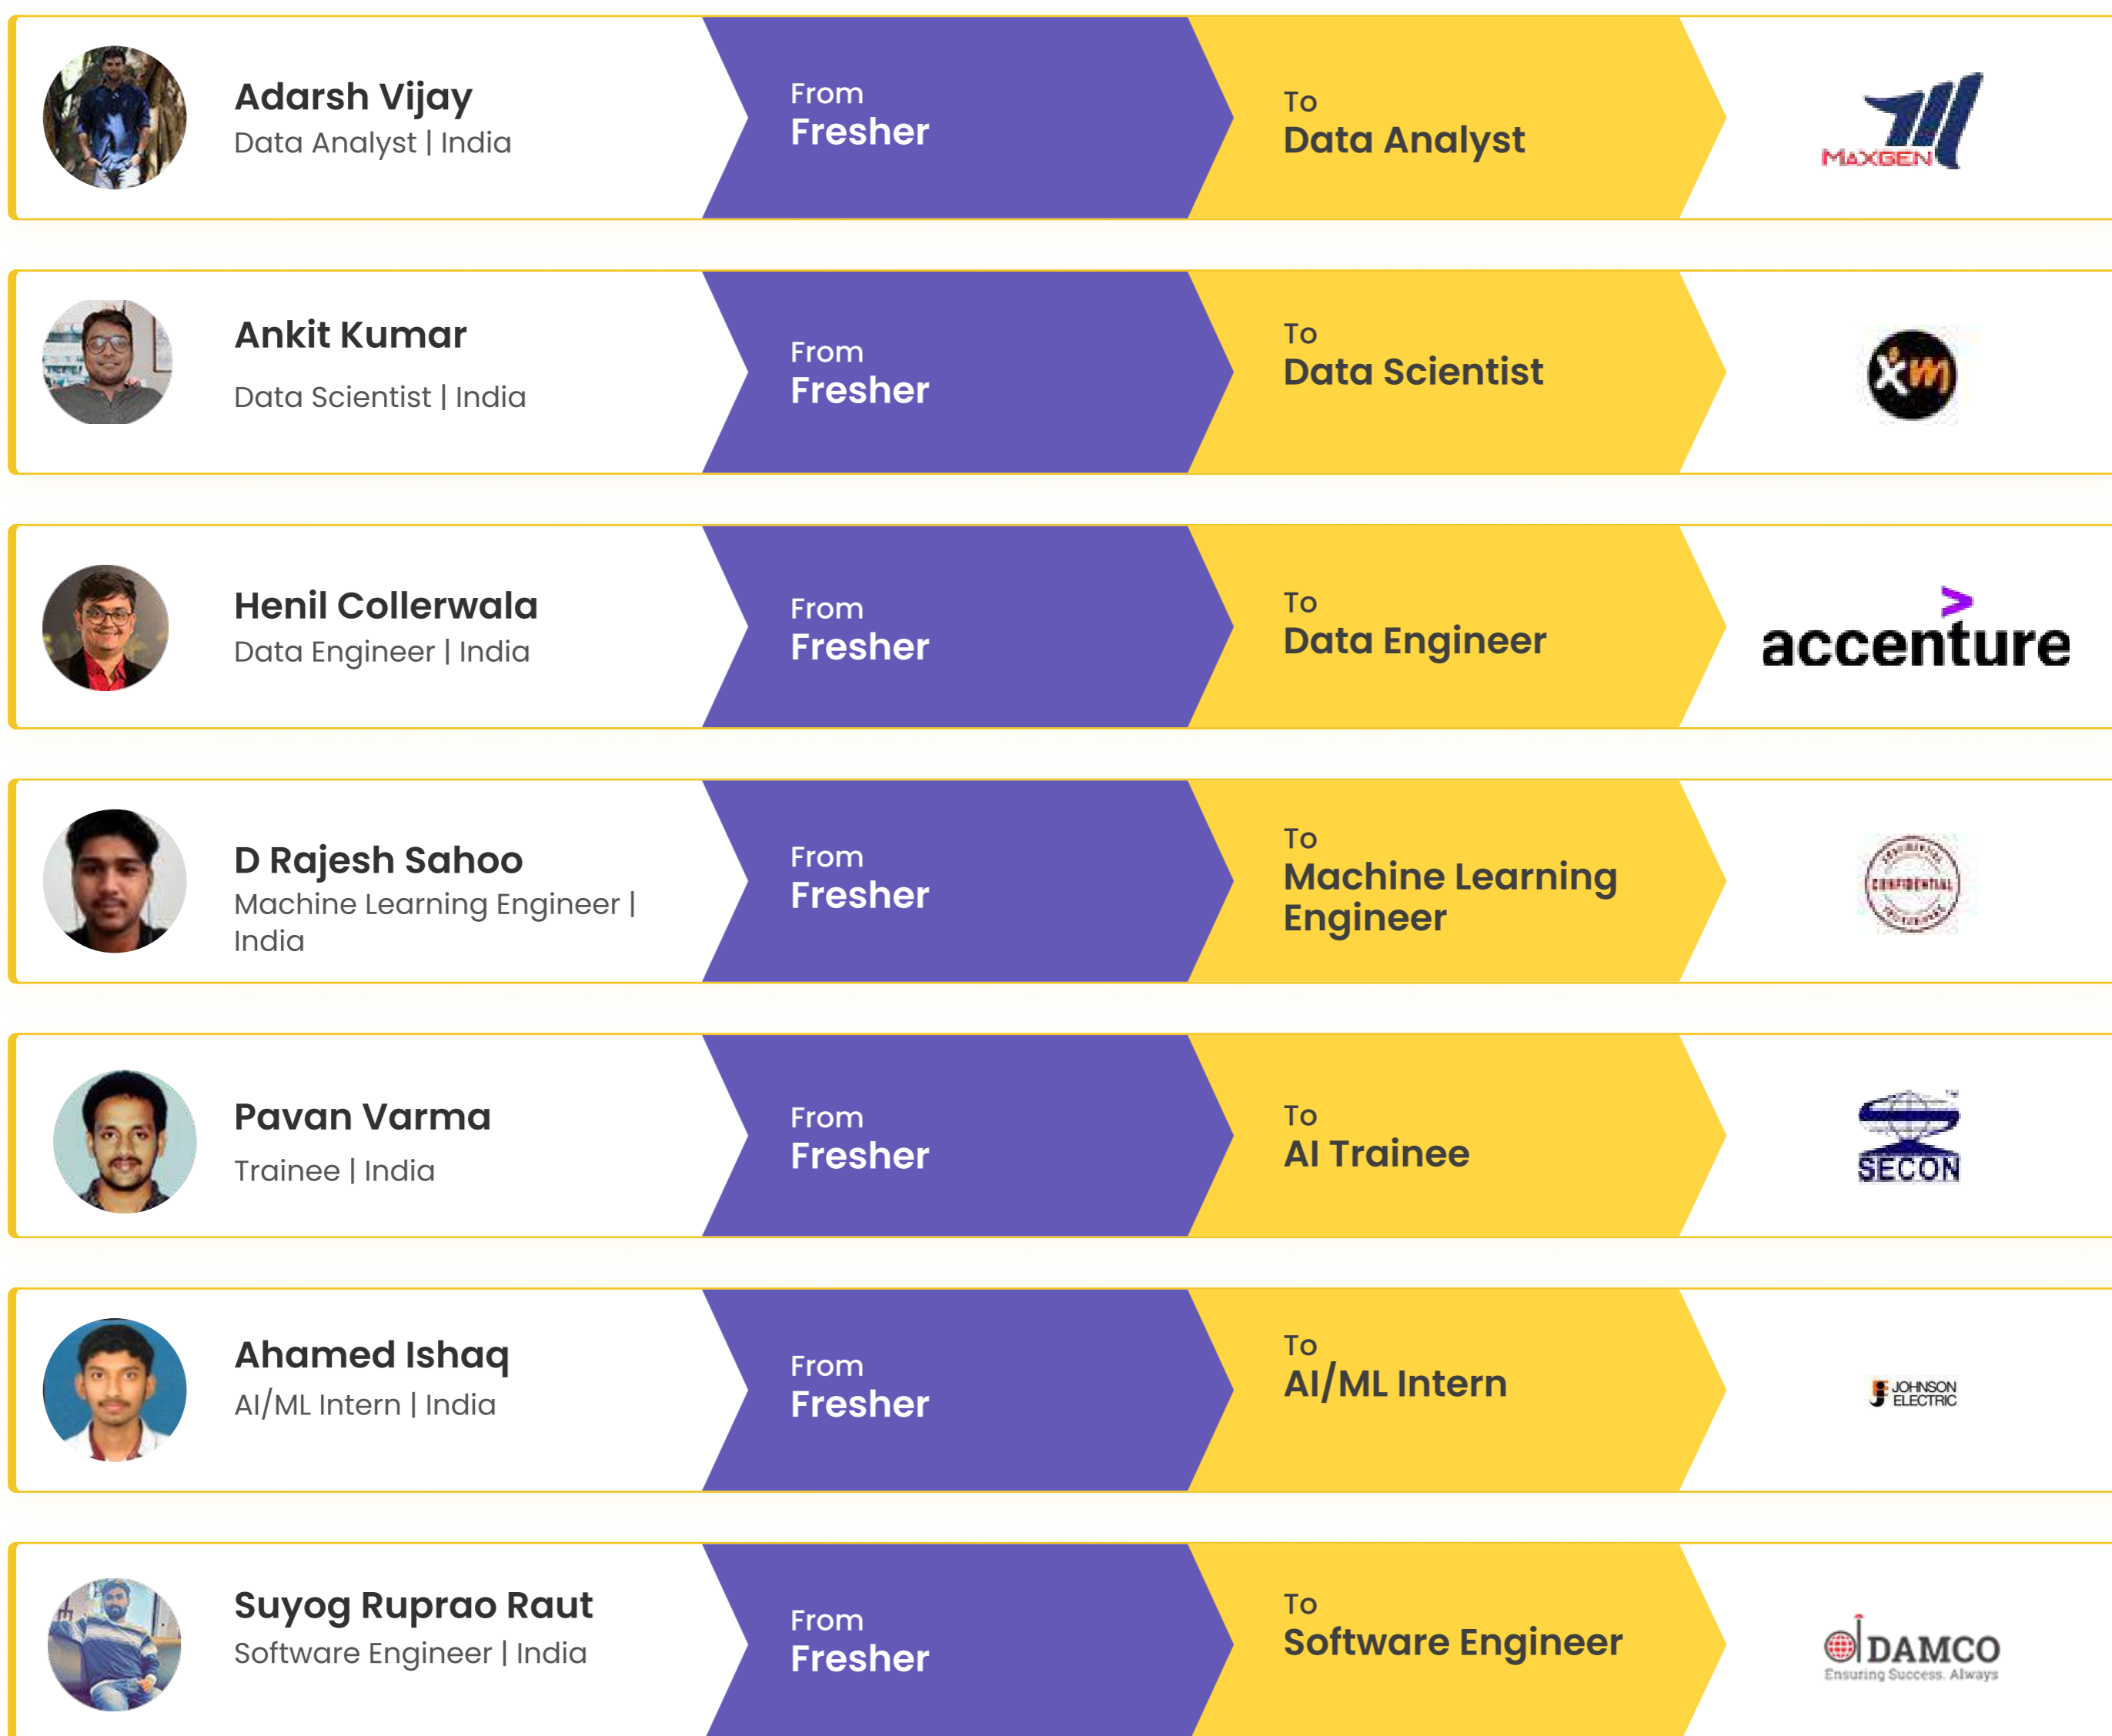 Adarsh Vijay
Data Analyst | India
From
Fresher
To
Data Analyst
MAXGEN
Ankit Kumar
Data Scientist | India
From
Fresher
To
Data Scientist
xm
Henil Collerwala
Data Engineer | India
From
Fresher
To
Data Engineer
accenture
D Rajesh Sahoo
Machine Learning Engineer |
India
From
Fresher
To
Machine Learning
Engineer
CONFIDENTIAL
Pavan Varma
Trainee | India
From
Fresher
To
AI Trainee
SECON
Ahamed Ishaq
AI/ML Intern | India
From
Fresher
To
AI/ML Intern
JOHNSON
ELECTRIC
Suyog Ruprao Raut
Software Engineer | India
From
Fresher
To
Software Engineer
DAMCO
Ensuring Success. Always